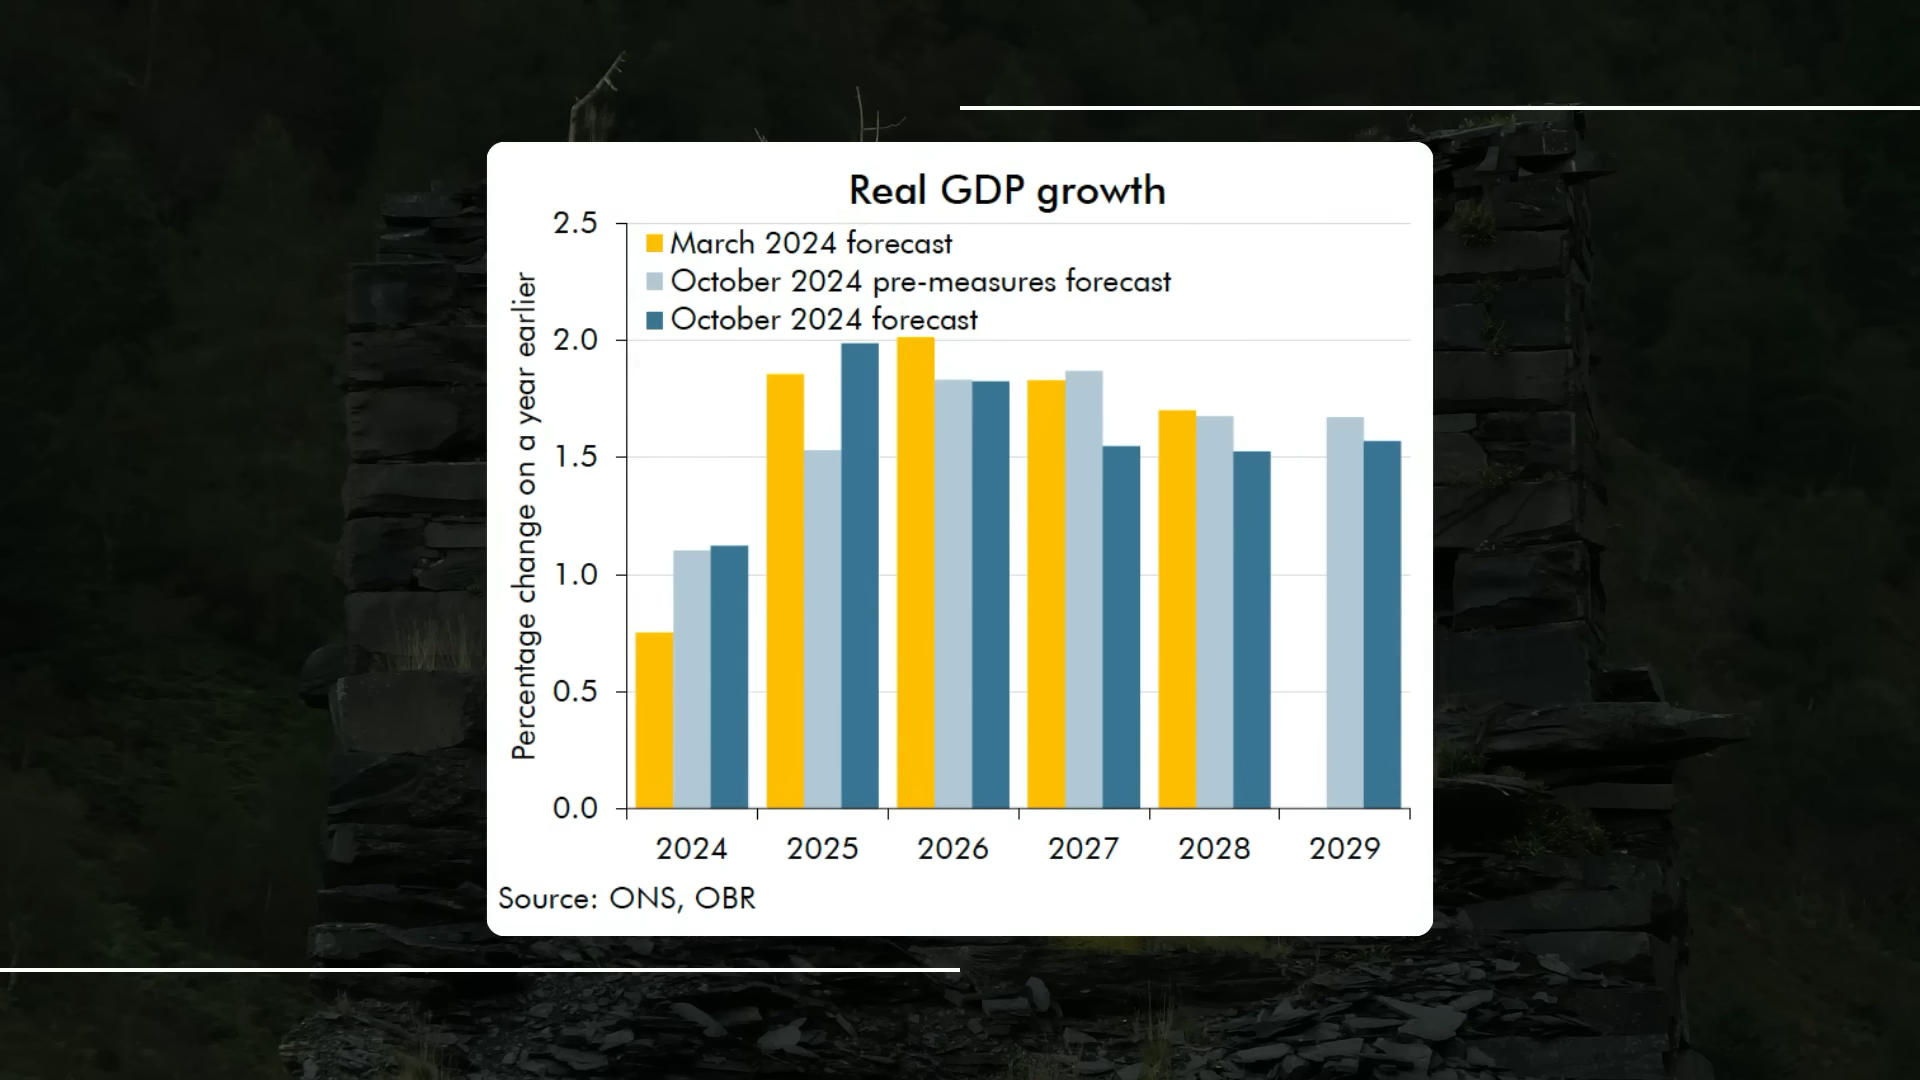 Real GDP growth
Percentage change on a year earlier
2.5
2.0
1.5
1.0
0.5
0.0
March 2024 forecast
October 2024 pre-measures forecast
October 2024 forecast
2024 2025 2026 2027 2028 2029
Source: ONS, OBR